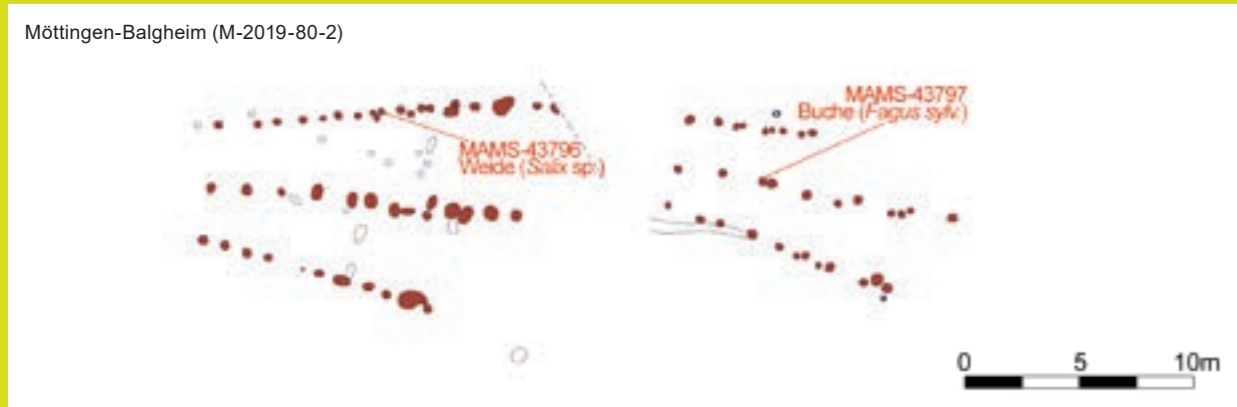 Möttingen-Balgheim (M-2019-80-2)
MAMS-43796
Weide (Salix sp.)
MAMS-43797
Buche (Fagus sylv.)
0 5 10m